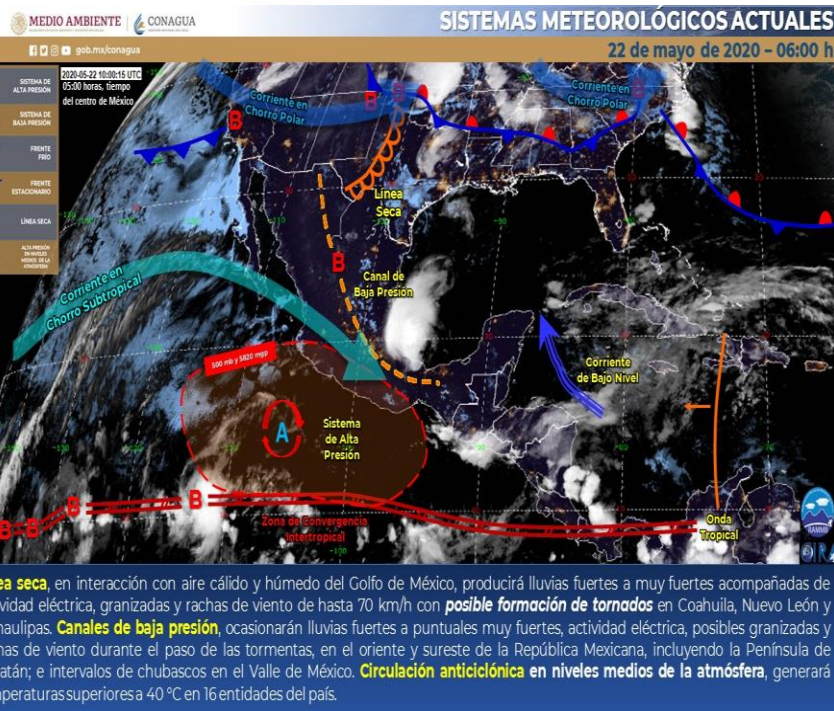 MEDIO AMBIENTE
CONAGUA
SISTEMAS METEOROLÓGICOS ACTUALES
gob.mx/conagua
22 de mayo de 2020 – 06:00 h
2020-05-22 10:00:15 UTC
05:00 horas, tiempo
del centro de México
SISTEMA DE
ALTA PRESIÓN
SISTEMA DE
BAJA PRESIÓN
FRENTE
FRÍO
FRENTE
ESTACIONARIO
LÍNEA SECA
ALTA PRESIÓN
EN NIVELES
MEDIOS DE LA
ATMÓSFERA
Corriente en
Chorro Polar
Corriente en
Chorro Polar
B
B
B
B
Línea
Seca
B
Canal de
Baja Presión
Corriente en
Chorro Subtropical
500 mb y 5820 mgp
Corriente
de Bajo Nivel
A
Sistema
de Alta
Presión
B
B
B
B
Zona de Convergencia
Intertropical
Onda
Tropical
RAMMB
ea seca, en interacción con aire cálido y húmedo del Golfo de México, producirá lluvias fuertes a muy fuertes acompañadas de
ividad eléctrica, granizadas y rachas de viento de hasta 70 km/h con posible formación de tornados en Coahuila, Nuevo León y
naulipas. Canales de baja presión, ocasionarán lluvias fuertes a puntuales muy fuertes, actividad eléctrica, posibles granizadas y
has de viento durante el paso de las tormentas, en el oriente y sureste de la República Mexicana, incluyendo la Península de
atán; e intervalos de chubascos en el Valle de México. Circulación anticiclónica en niveles medios de la atmósfera, generará
mperaturas superiores a 40 °C en 16 entidades del país.